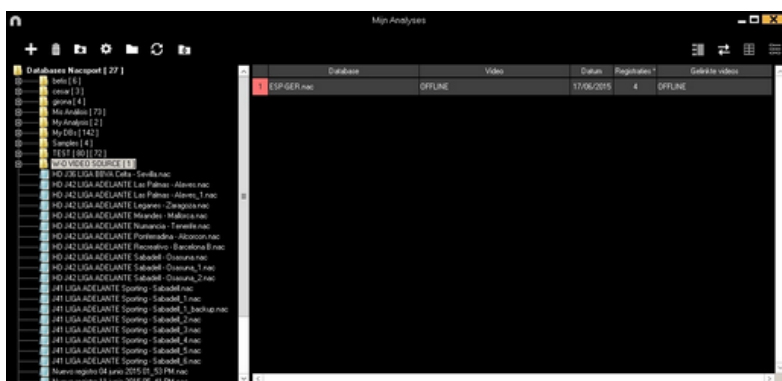 Mijn Analyses
Databases Nacsport [ 27 ]
betis [ 6 ]
cesar [ 3 ]
girona [ 4 ]
Mis Análisis [ 73 ]
My Analysis [ 2 ]
My DBs [ 142 ]
Samples [ 4 ]
TEST [ 80 ] [ 72 ]
W-O VIDEO SOURCE [ 1 ]
HD J36 LIGA BBVA Celta - Sevilla.nac
HD J42 LIGA ADELANTE Las Palmas - Alaves.nac
HD J42 LIGA ADELANTE Las Palmas - Alaves_1.nac
HD J42 LIGA ADELANTE Leganes - Zaragoza.nac
HD J42 LIGA ADELANTE Mirandes - Mallorca.nac
HD J42 LIGA ADELANTE Numancia - Tenerife.nac
HD J42 LIGA ADELANTE Ponferradina - Alcorcon.nac
HD J42 LIGA ADELANTE Recreativo - Barcelona B.nac
HD J42 LIGA ADELANTE Sabadell - Osasuna.nac
HD J42 LIGA ADELANTE Sabadell - Osasuna_1.nac
HD J42 LIGA ADELANTE Sabadell - Osasuna_2.nac
J41 LIGA ADELANTE Sporting - Sabadell.nac
J41 LIGA ADELANTE Sporting - Sabadell_1.nac
J41 LIGA ADELANTE Sporting - Sabadell_1_backup.nac
J41 LIGA ADELANTE Sporting - Sabadell_2.nac
J41 LIGA ADELANTE Sporting - Sabadell_3.nac
J41 LIGA ADELANTE Sporting - Sabadell_4.nac
J41 LIGA ADELANTE Sporting - Sabadell_5.nac
J41 LIGA ADELANTE Sporting - Sabadell_6.nac
Nuevo registro 04 junio 2015 01_53 PM.nac
Database Video Datum Registraties * Gelinkte videos
1 ESP-GER.nac OFFLINE 17/06/2015 4 OFFLINE